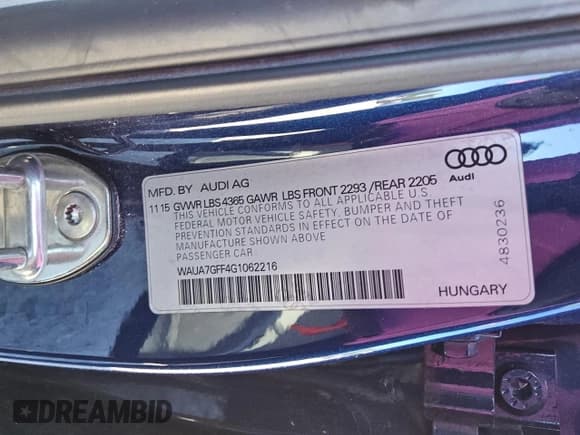 MFD. BY AUDI AG
1115 GVWR LBS 4365 GAWR LBS FRONT 2293 /REAR 2205
THIS VEHICLE CONFORMS TO ALL APPLICABLE U.S.
FEDERAL MOTOR VEHICLE SAFETY, BUMPER AND THEFT
PREVENTION STANDARDS IN EFFECT ON THE DATE OF
MANUFACTURE SHOWN ABOVE
PASSENGER CAR
WAUA7GFF4G1062216
Audi
4830236
HUNGARY
DREAMBID